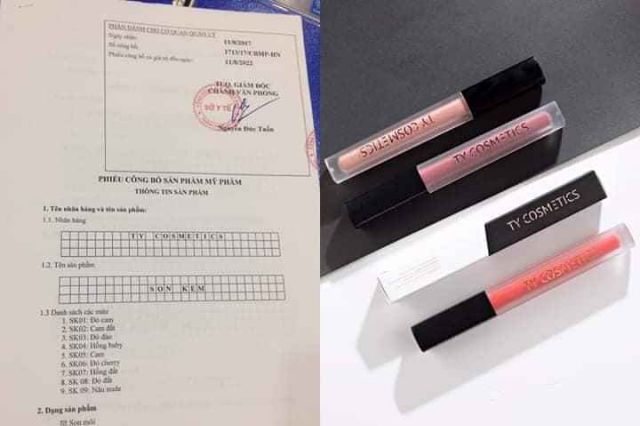 PHẦN DÀNH CHO CƠ QUAN QUẢN LÝ
Ngày nhận: 11/8/2017
Số công bố: 3713/17/CBMP-HN
Phiếu công bố có giá trị đến ngày: 11/8/2022
TUQ. GIÁM ĐỐC
CHÁNH VĂN PHÒNG
SỞ Y TẾ
Nguyễn Đức Tuấn
PHIẾU CÔNG BỐ SẢN PHẨM MỸ PHẨM
THÔNG TIN SẢN PHẨM
1. Tên nhãn hàng và tên sản phẩm:
1.1. Nhãn hàng
TY COSMETICS
1.2. Tên sản phẩm
SON KEM
1.3 Danh sách các màu
1. SK01: Đỏ cam
2. SK02: Cam đất
3. SK03: Đỏ đào
4. SK04: Hồng baby
5. SK05: Cam
6. SK06: Đỏ cherry
7. SK07: Hồng đất
8. SK 08: Đỏ đất
9. SK 09: Nâu nude
2. Dạng sản phẩm
Son môi
TY COSMETICS
TY COSMETICS
TY COSMETICS
TY COSMETICS